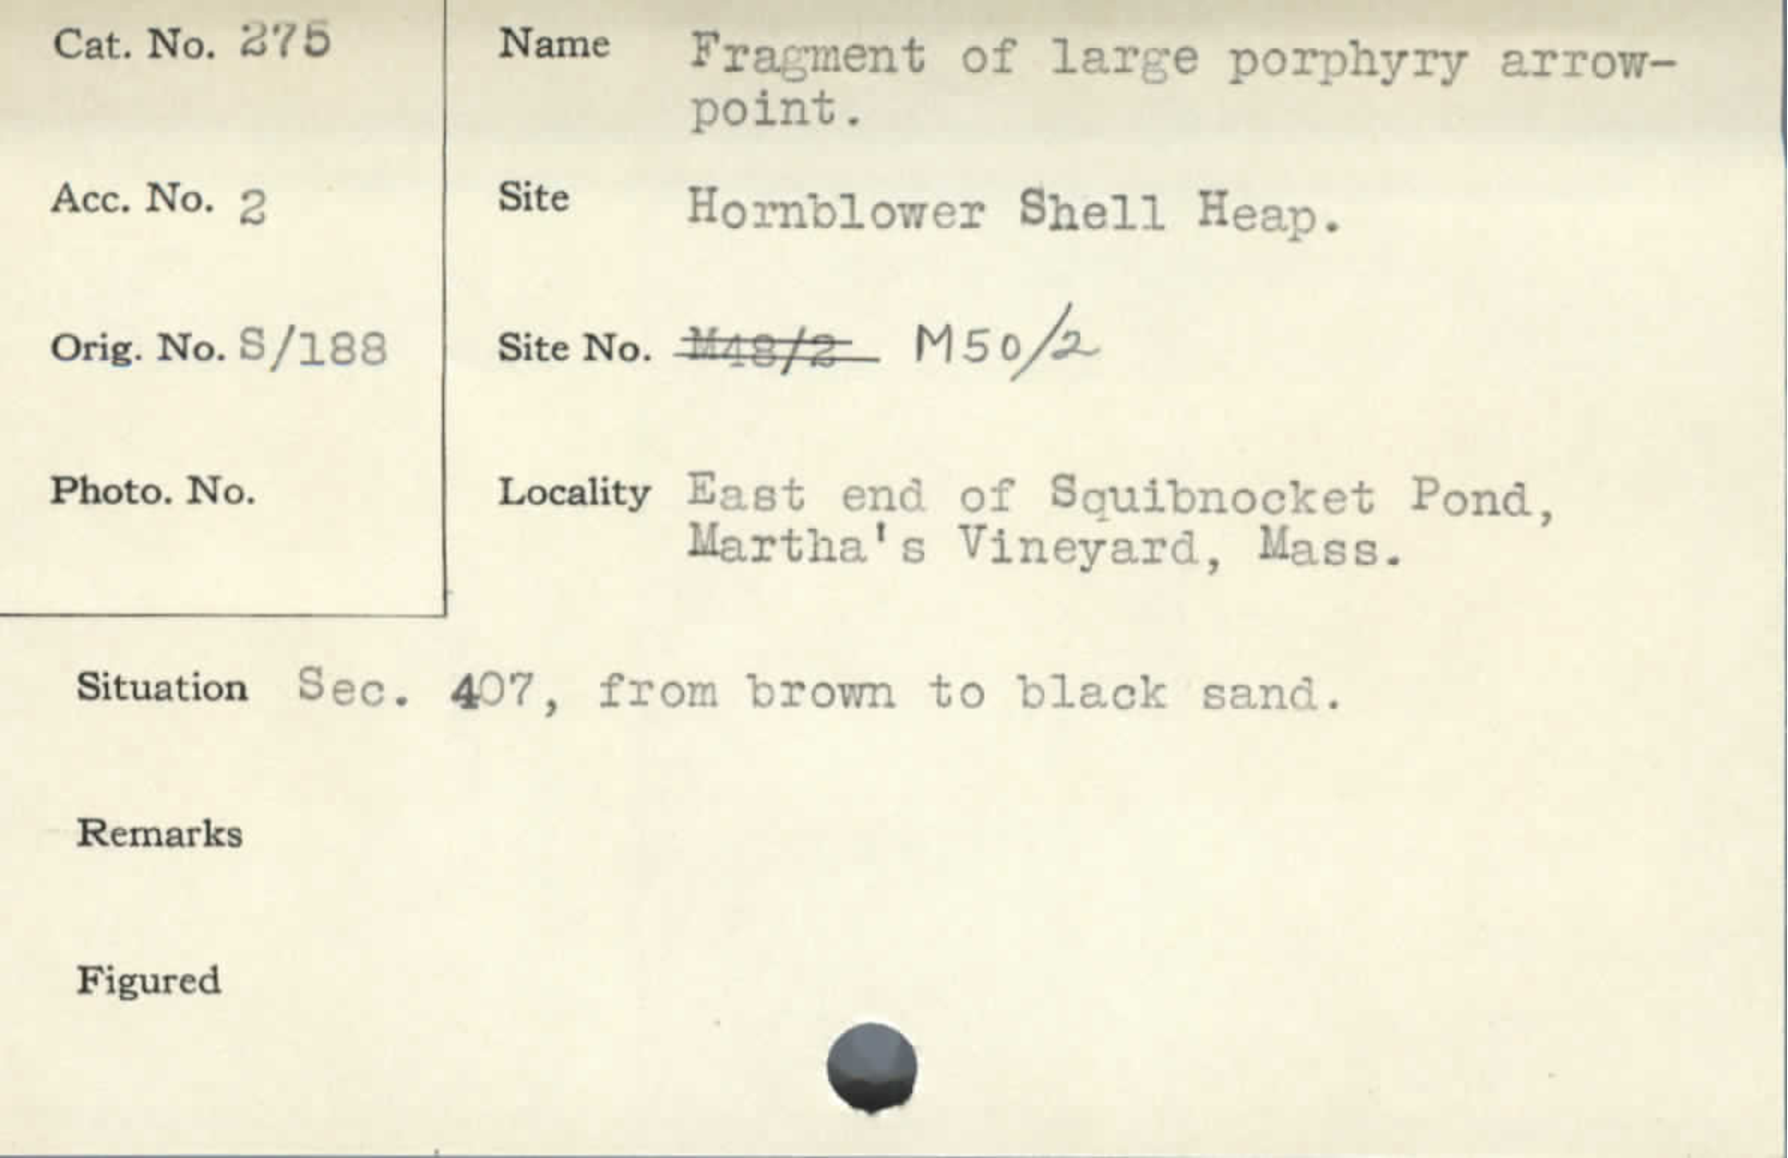 Cat. No. 275
Name Fragment of large porphyry arrow-
point.
Acc. No. 2
Site Hornblower Shell Heap.
Orig. No. S/188
Site No. M48/2 M50/2
Photo. No.
Locality East end of Squibnocket Pond,
Martha's Vineyard, Mass.
Situation Sec. 407, from brown to black sand.
Remarks
Figured